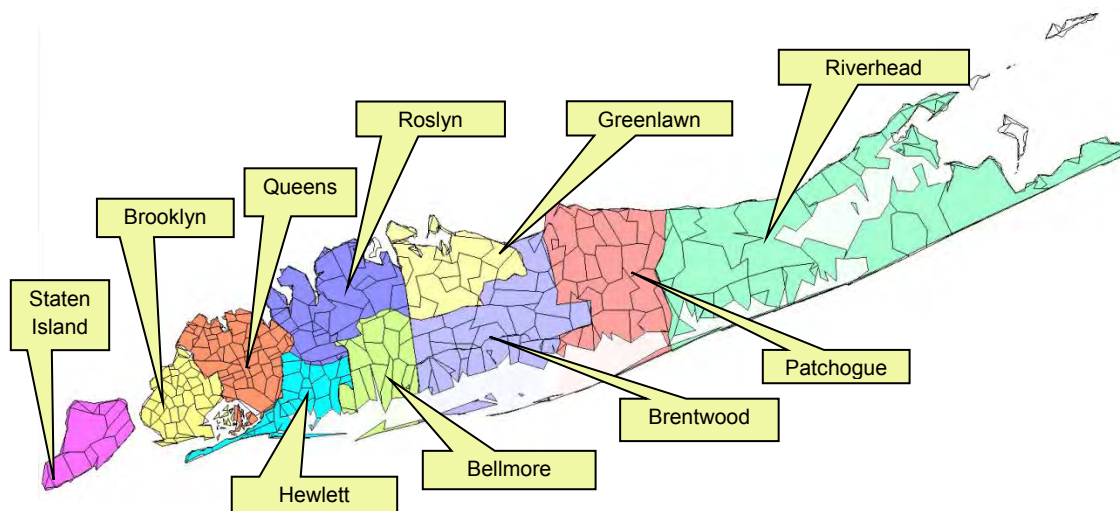 Riverhead
Roslyn
Greenlawn
Queens
Brooklyn
Staten
Island
Patchogue
Brentwood
Bellmore
Hewlett